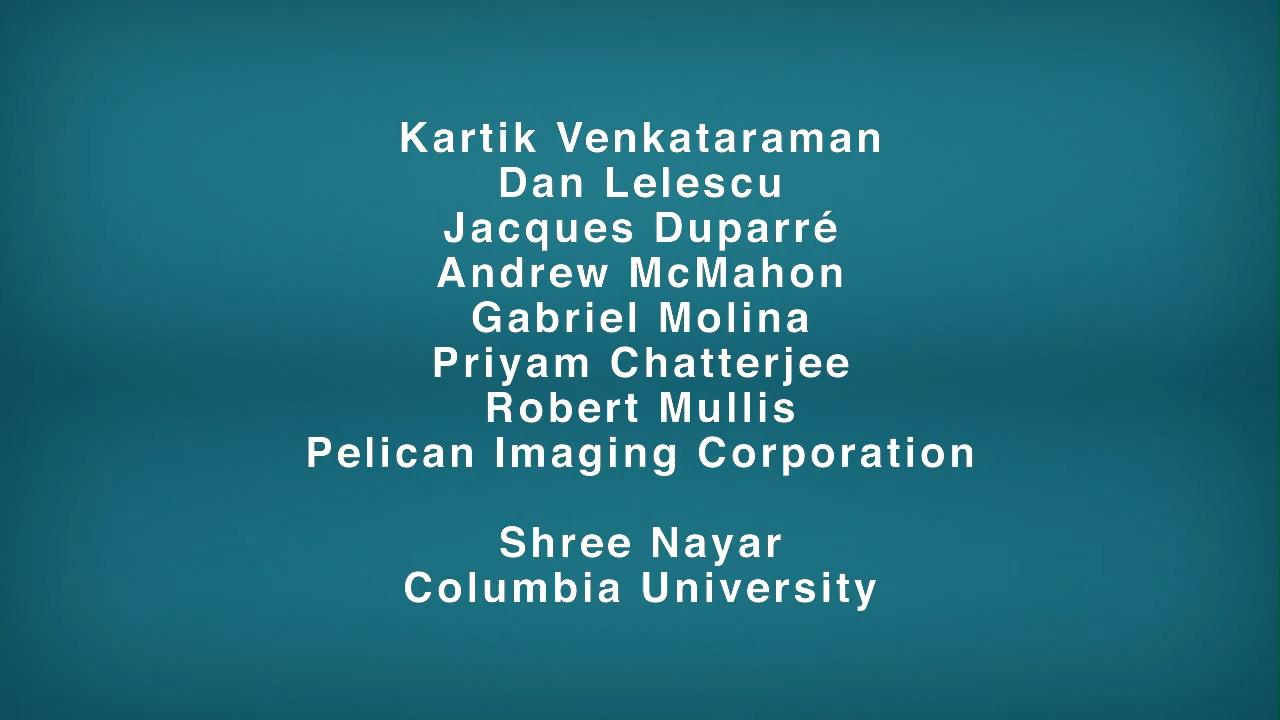 Kartik Venkataraman
Dan Lelescu
Jacques Duparré
Andrew McMahon
Gabriel Molina
Priyam Chatterjee
Robert Mullis
Pelican Imaging Corporation
Shree Nayar
Columbia University